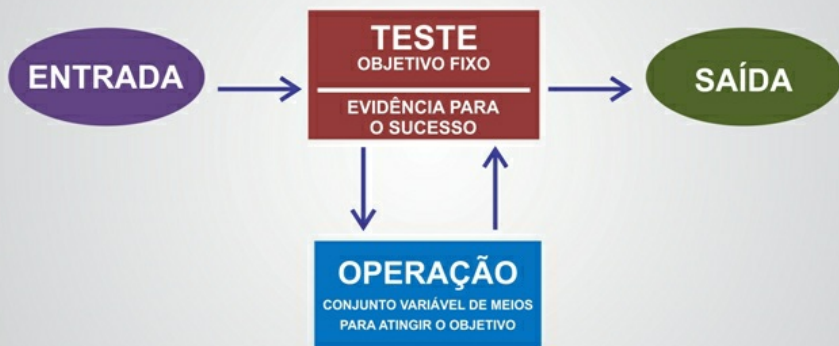 ENTRADA
TESTE
OBJETIVO FIXO
EVIDÊNCIA PARA
O SUCESSO
SAÍDA
OPERAÇÃO
CONJUNTO VARIÁVEL DE MEIOS
PARA ATINGIR O OBJETIVO